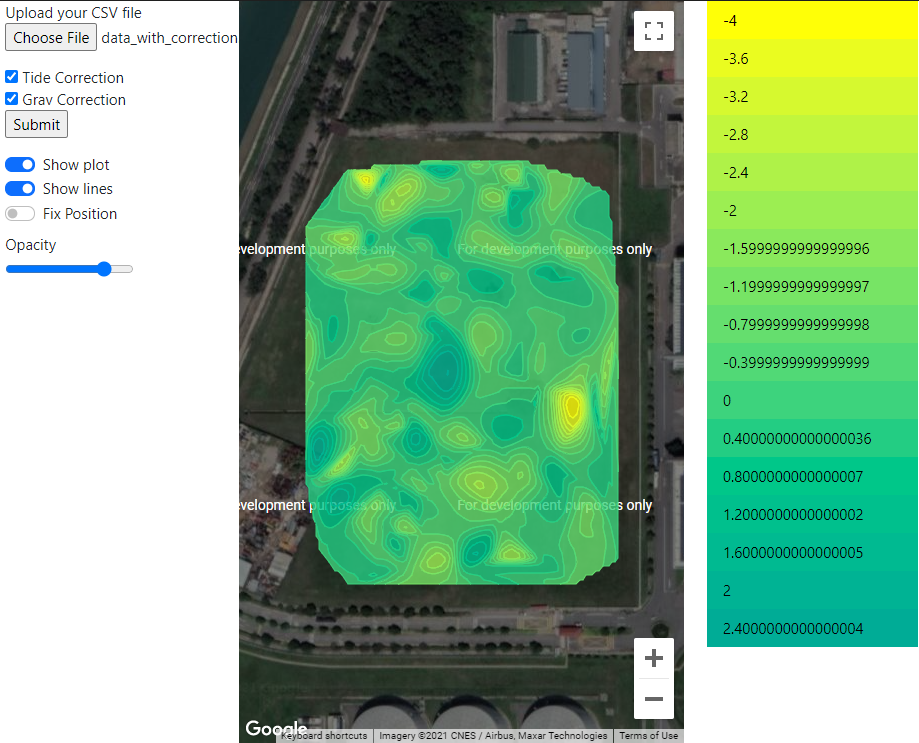 Upload your CSV file
Choose File data_with_correction
Tide Correction
Grav Correction
Submit
Show plot
Show lines
Fix Position
Opacity
evelopment purposes only
For development purposes only
evelopment purposes only
For development purposes only
Google
Keyboard shortcuts
Imagery ©2021 CNES / Airbus, Maxar Technologies
Terms of Use
-4
-3.6
-3.2
-2.8
-2.4
-2
-1.5999999999999996
-1.1999999999999997
-0.7999999999999998
-0.3999999999999999
0
0.40000000000000036
0.8000000000000007
1.2000000000000002
1.6000000000000005
2
2.4000000000000004